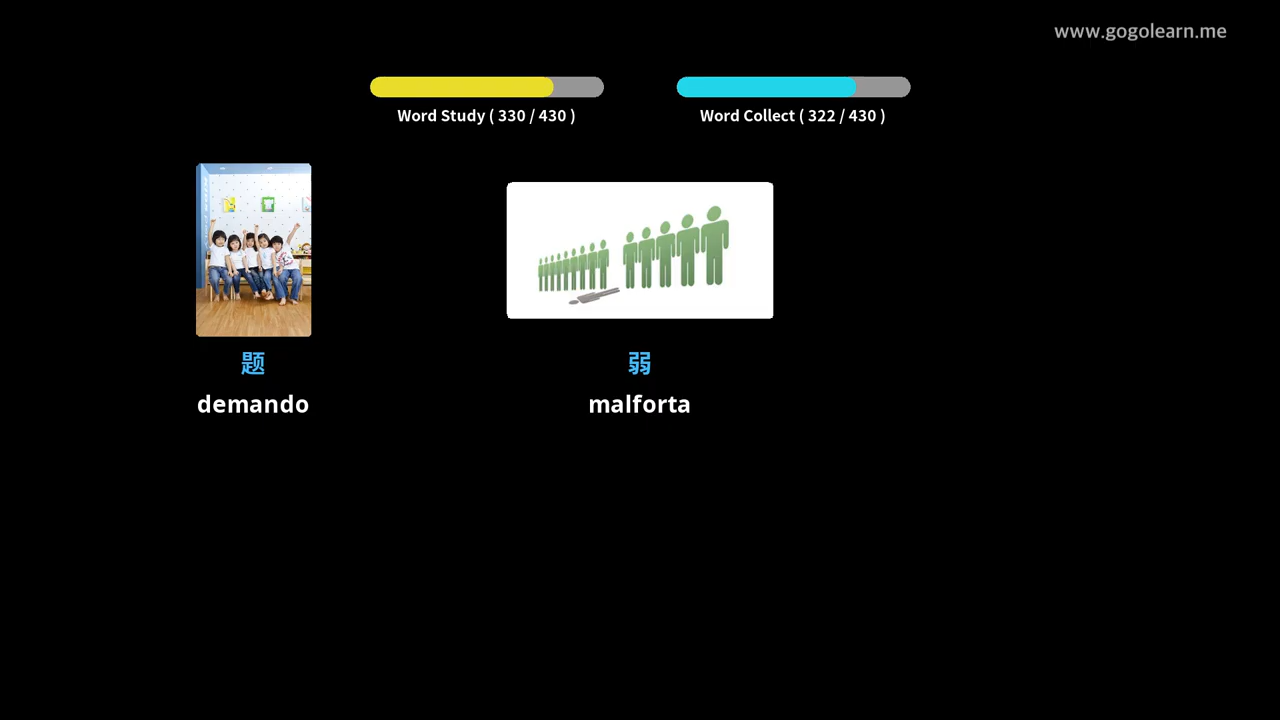 www.gogolearn.me
Word Study ( 330 / 430 )
Word Collect ( 322 / 430 )
题
弱
demando
malforta